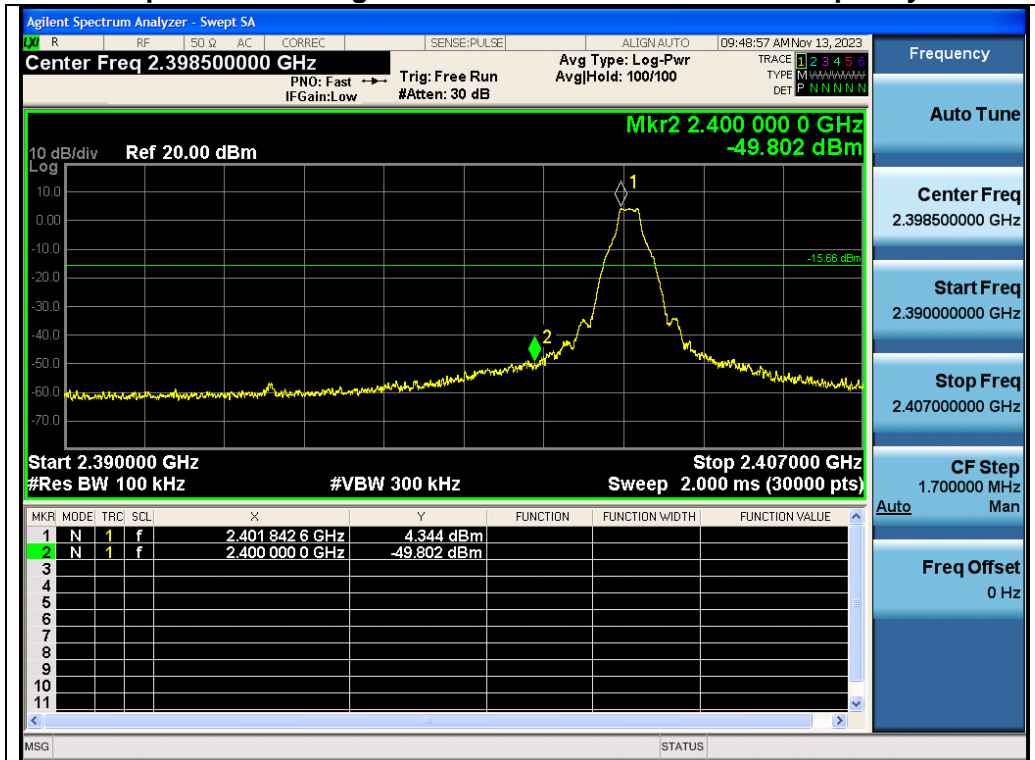 Agilent Spectrum Analyzer - Swept SA
LXI R RF 50 Ω AC CORREC SENSE:PULSE ALIGN AUTO 09:48:57 AM Nov 13, 2023
Center Freq 2.398500000 GHz
PNO: Fast
IFGain:Low
Trig: Free Run
#Atten: 30 dB
Avg Type: Log-Pwr
Avg|Hold: 100/100
TRACE 1 2 3 4 5 6
TYPE M WWWWW
DET P N N N N N
Mkr2 2.400 000 0 GHz
-49.802 dBm
10 dB/div Ref 20.00 dBm
Log
10.0
0.00
-10.0
-20.0
-30.0
-40.0
-50.0
-60.0
-70.0
1
-15.66 dBm
2
Start 2.390000 GHz Stop 2.407000 GHz
#Res BW 100 kHz #VBW 300 kHz Sweep 2.000 ms (30000 pts)
MKR MODE TRC SCL X Y FUNCTION FUNCTION WIDTH FUNCTION VALUE
1 N 1 f 2.401 842 6 GHz 4.344 dBm
2 N 1 f 2.400 000 0 GHz -49.802 dBm
3
4
5
6
7
8
9
10
11
MSG STATUS
Frequency
Auto Tune
Center Freq
2.398500000 GHz
Start Freq
2.390000000 GHz
Stop Freq
2.407000000 GHz
CF Step
1.700000 MHz
Auto Man
Freq Offset
0 Hz